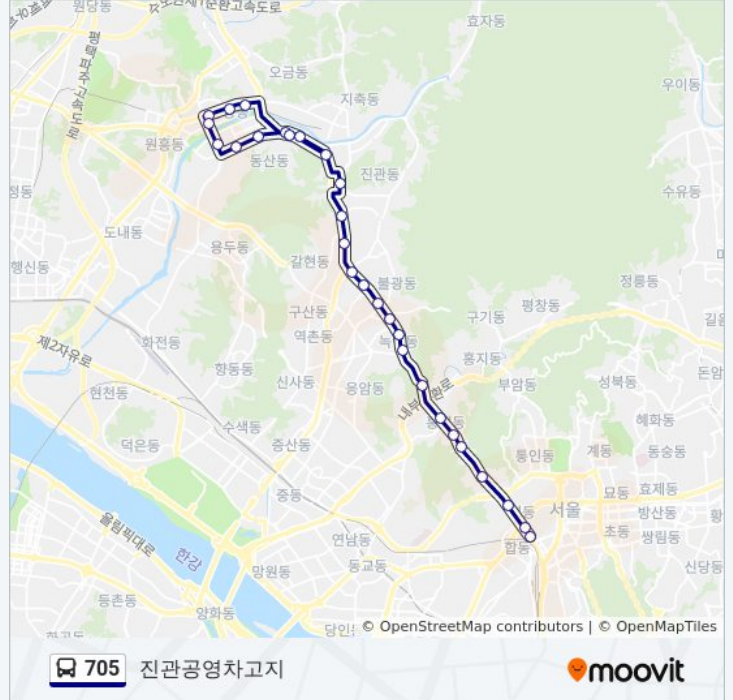 원당동
오금동
효자동
지축동
우이동
평택파주고속도로
원흥동
동산동
진관동
수유동
도내동
용두동
행신동
갈현동
불광동
정릉동
구산동
구기동
평창동
역촌동
제2자유로
화전동
홍지동
향동동
신사동
응암동
부암동
성북동
현천동
수색동
혜화동
덕은동
증산동
통인동
계동
동숭동
중동
묘동
효제동
서울
방산동
올림픽대로
한강
연남동
합동
초동
쌍림동
망원동
동교동
신당동
등촌동
양화동
© OpenStreetMap contributors | © OpenMapTiles
705 진관공영차고지
moovit